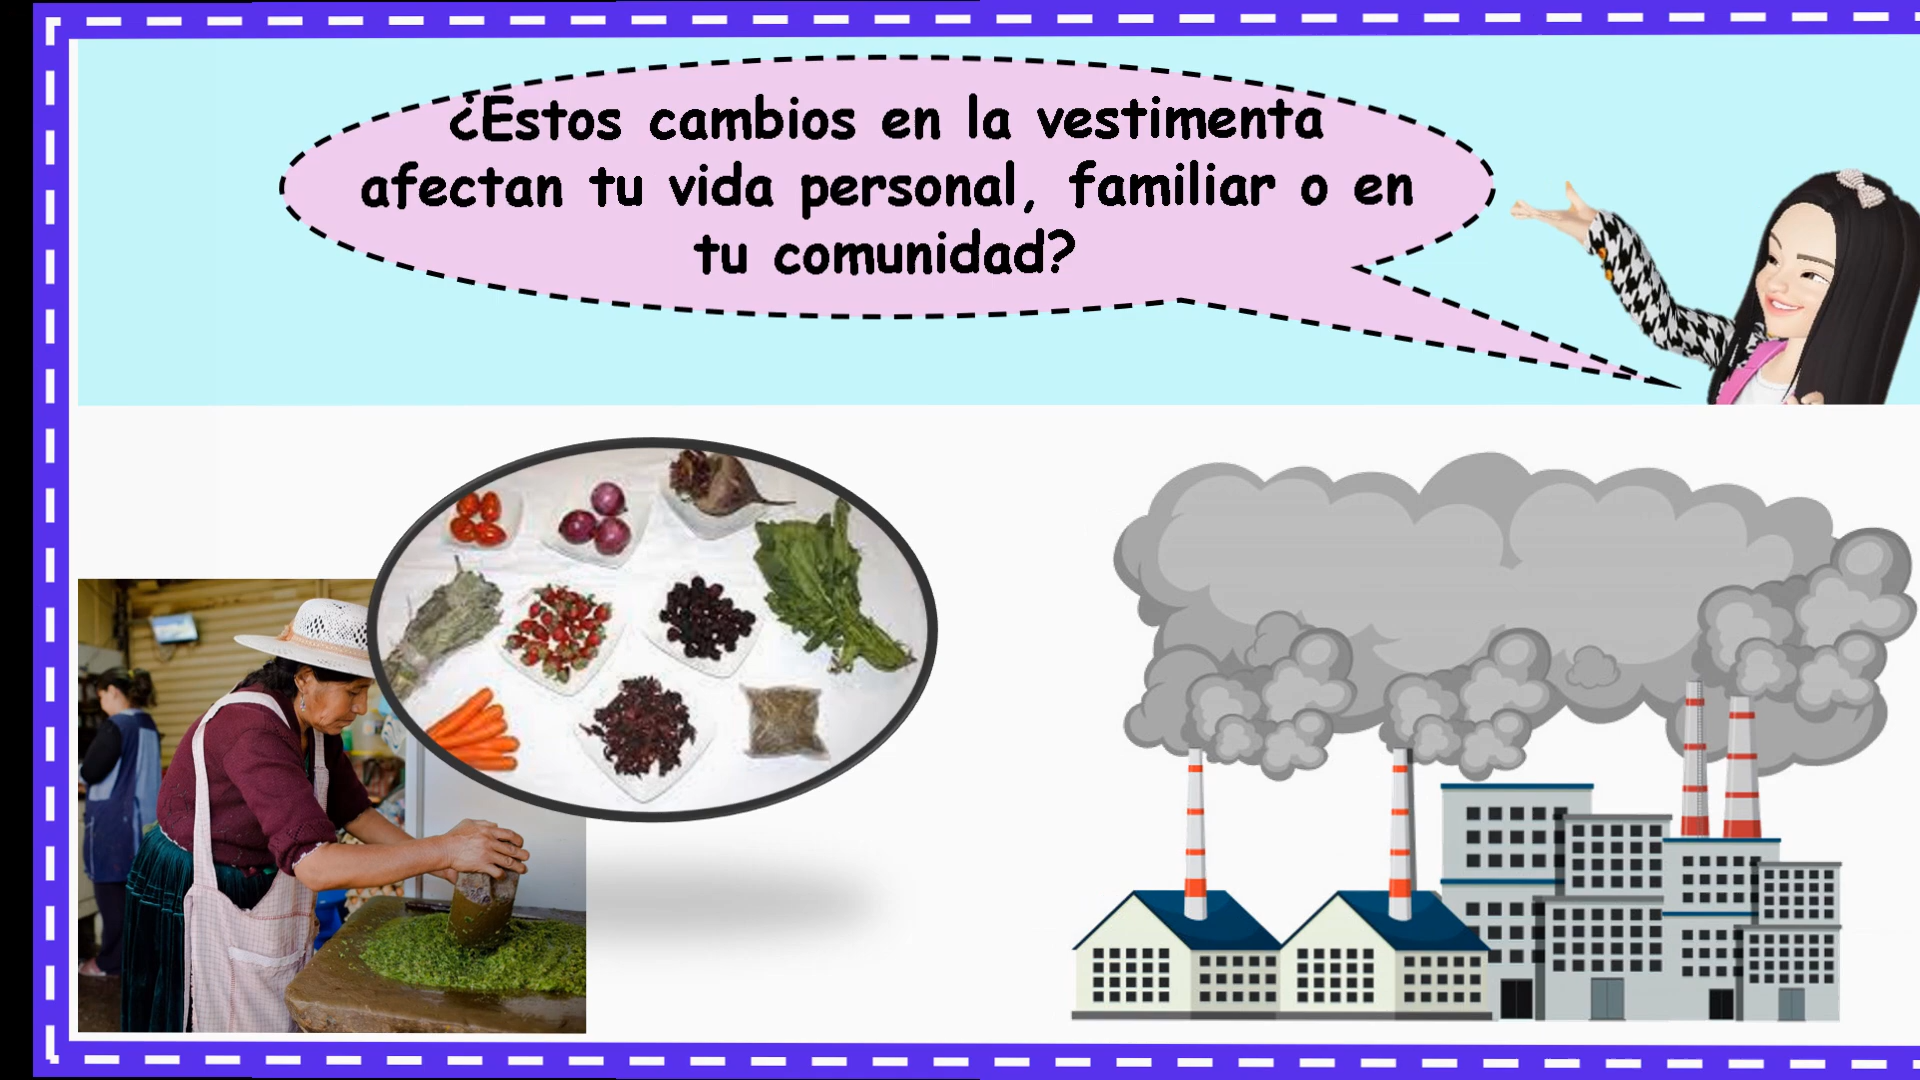 ¿Estos cambios en la vestimenta
afectan tu vida personal, familiar o en
tu comunidad?